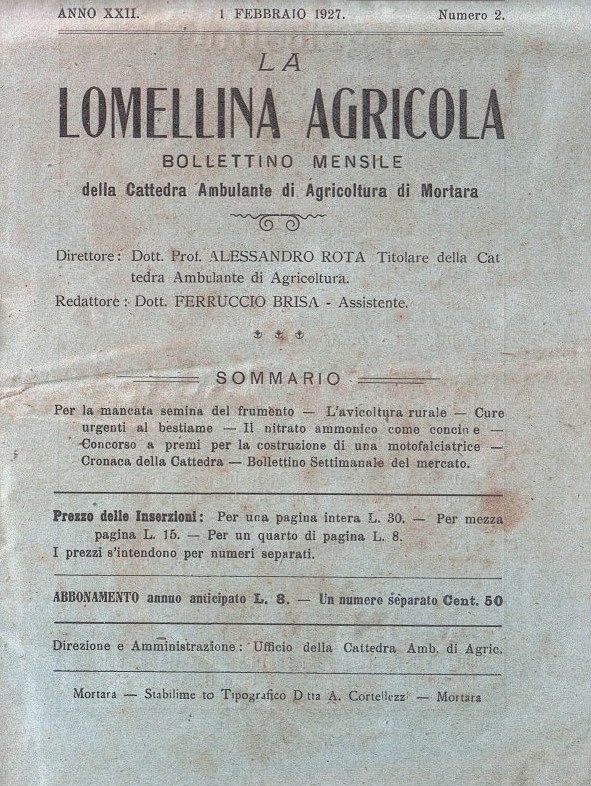 ANNO XXII. 1 FEBBRAIO 1927. Numero 2.
LA
LOMELLINA AGRICOLA
BOLLETTINO MENSILE
della Cattedra Ambulante di Agricoltura di Mortara
Direttore: Dott. Prof. ALESSANDRO ROTA Titolare della Cat
tedra Ambulante di Agricoltura.
Redattore: Dott. FERRUCCIO BRISA - Assistente.
SOMMARIO
Per la mancata semina del frumento — L'avicoltura rurale — Cure
urgenti al bestiame — Il nitrato ammonico come concin e —
Concorso a premi per la costruzione di una motofalciatrice —
Cronaca della Cattedra — Bollettino Settimanale del mercato.
Prezzo delle Inserzioni: Per una pagina intera L. 30. — Per mezza
pagina L. 15. — Per un quarto di pagina L. 8.
I prezzi s'intendono per numeri separati.
ABBONAMENTO annuo anticipato L. 8. — Un numero separato Cent. 50
Direzione e Amministrazione: Ufficio della Cattedra Amb. di Agric.
Mortara — Stabilime to Tipografico D tta A. Cortellezz' — Mortara